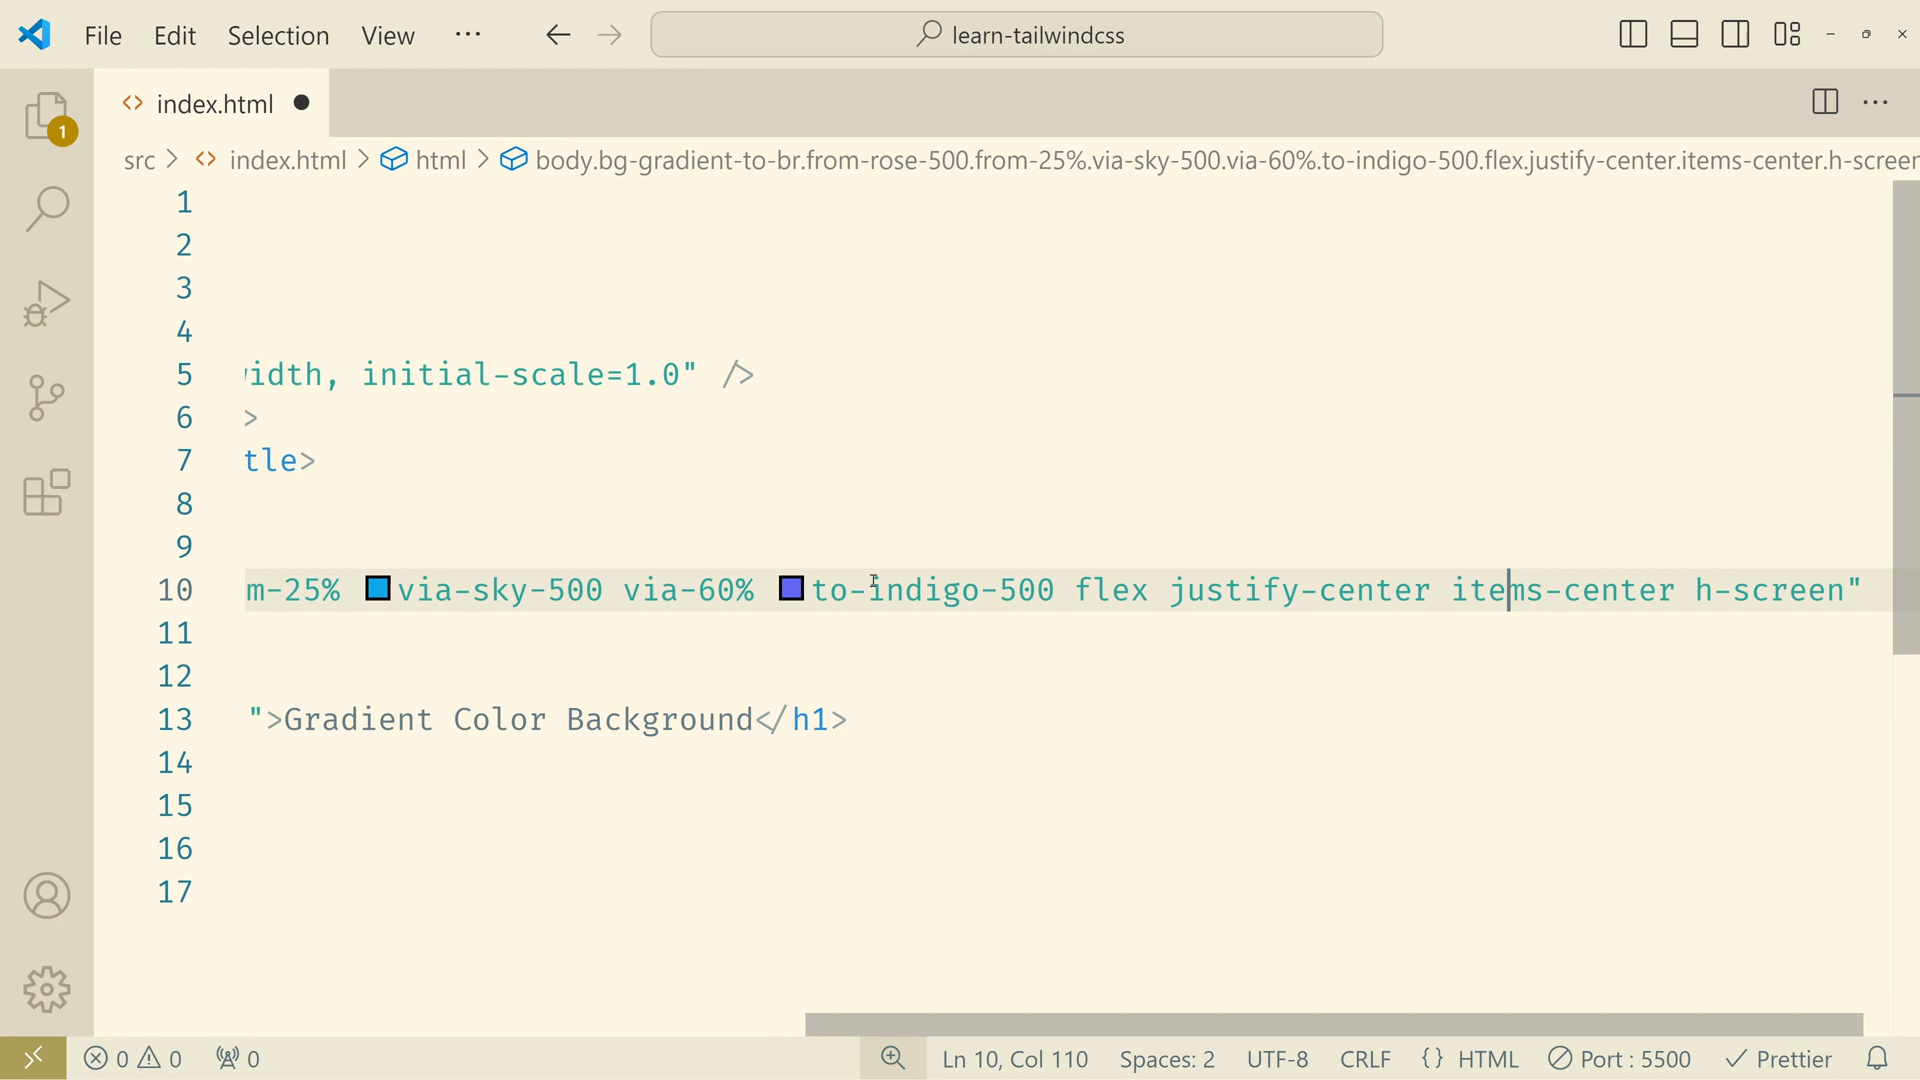 File Edit Selection View ··· learn-tailwindcss
index.html
src > index.html > html > body.bg-gradient-to-br.from-rose-500.from-25%.via-sky-500.via-60%.to-indigo-500.flex.justify-center.items-center.h-screen
1
1
2
3
4
5 idth, initial-scale=1.0" />
6 >
7 tle>
8
9
10 m-25% via-sky-500 via-60% to-indigo-500 flex justify-center items-center h-screen"
11
12
13 ">Gradient Color Background</h1>
14
15
16
17
0 0 0 Ln 10, Col 110 Spaces: 2 UTF-8 CRLF {} HTML Port : 5500 Prettier